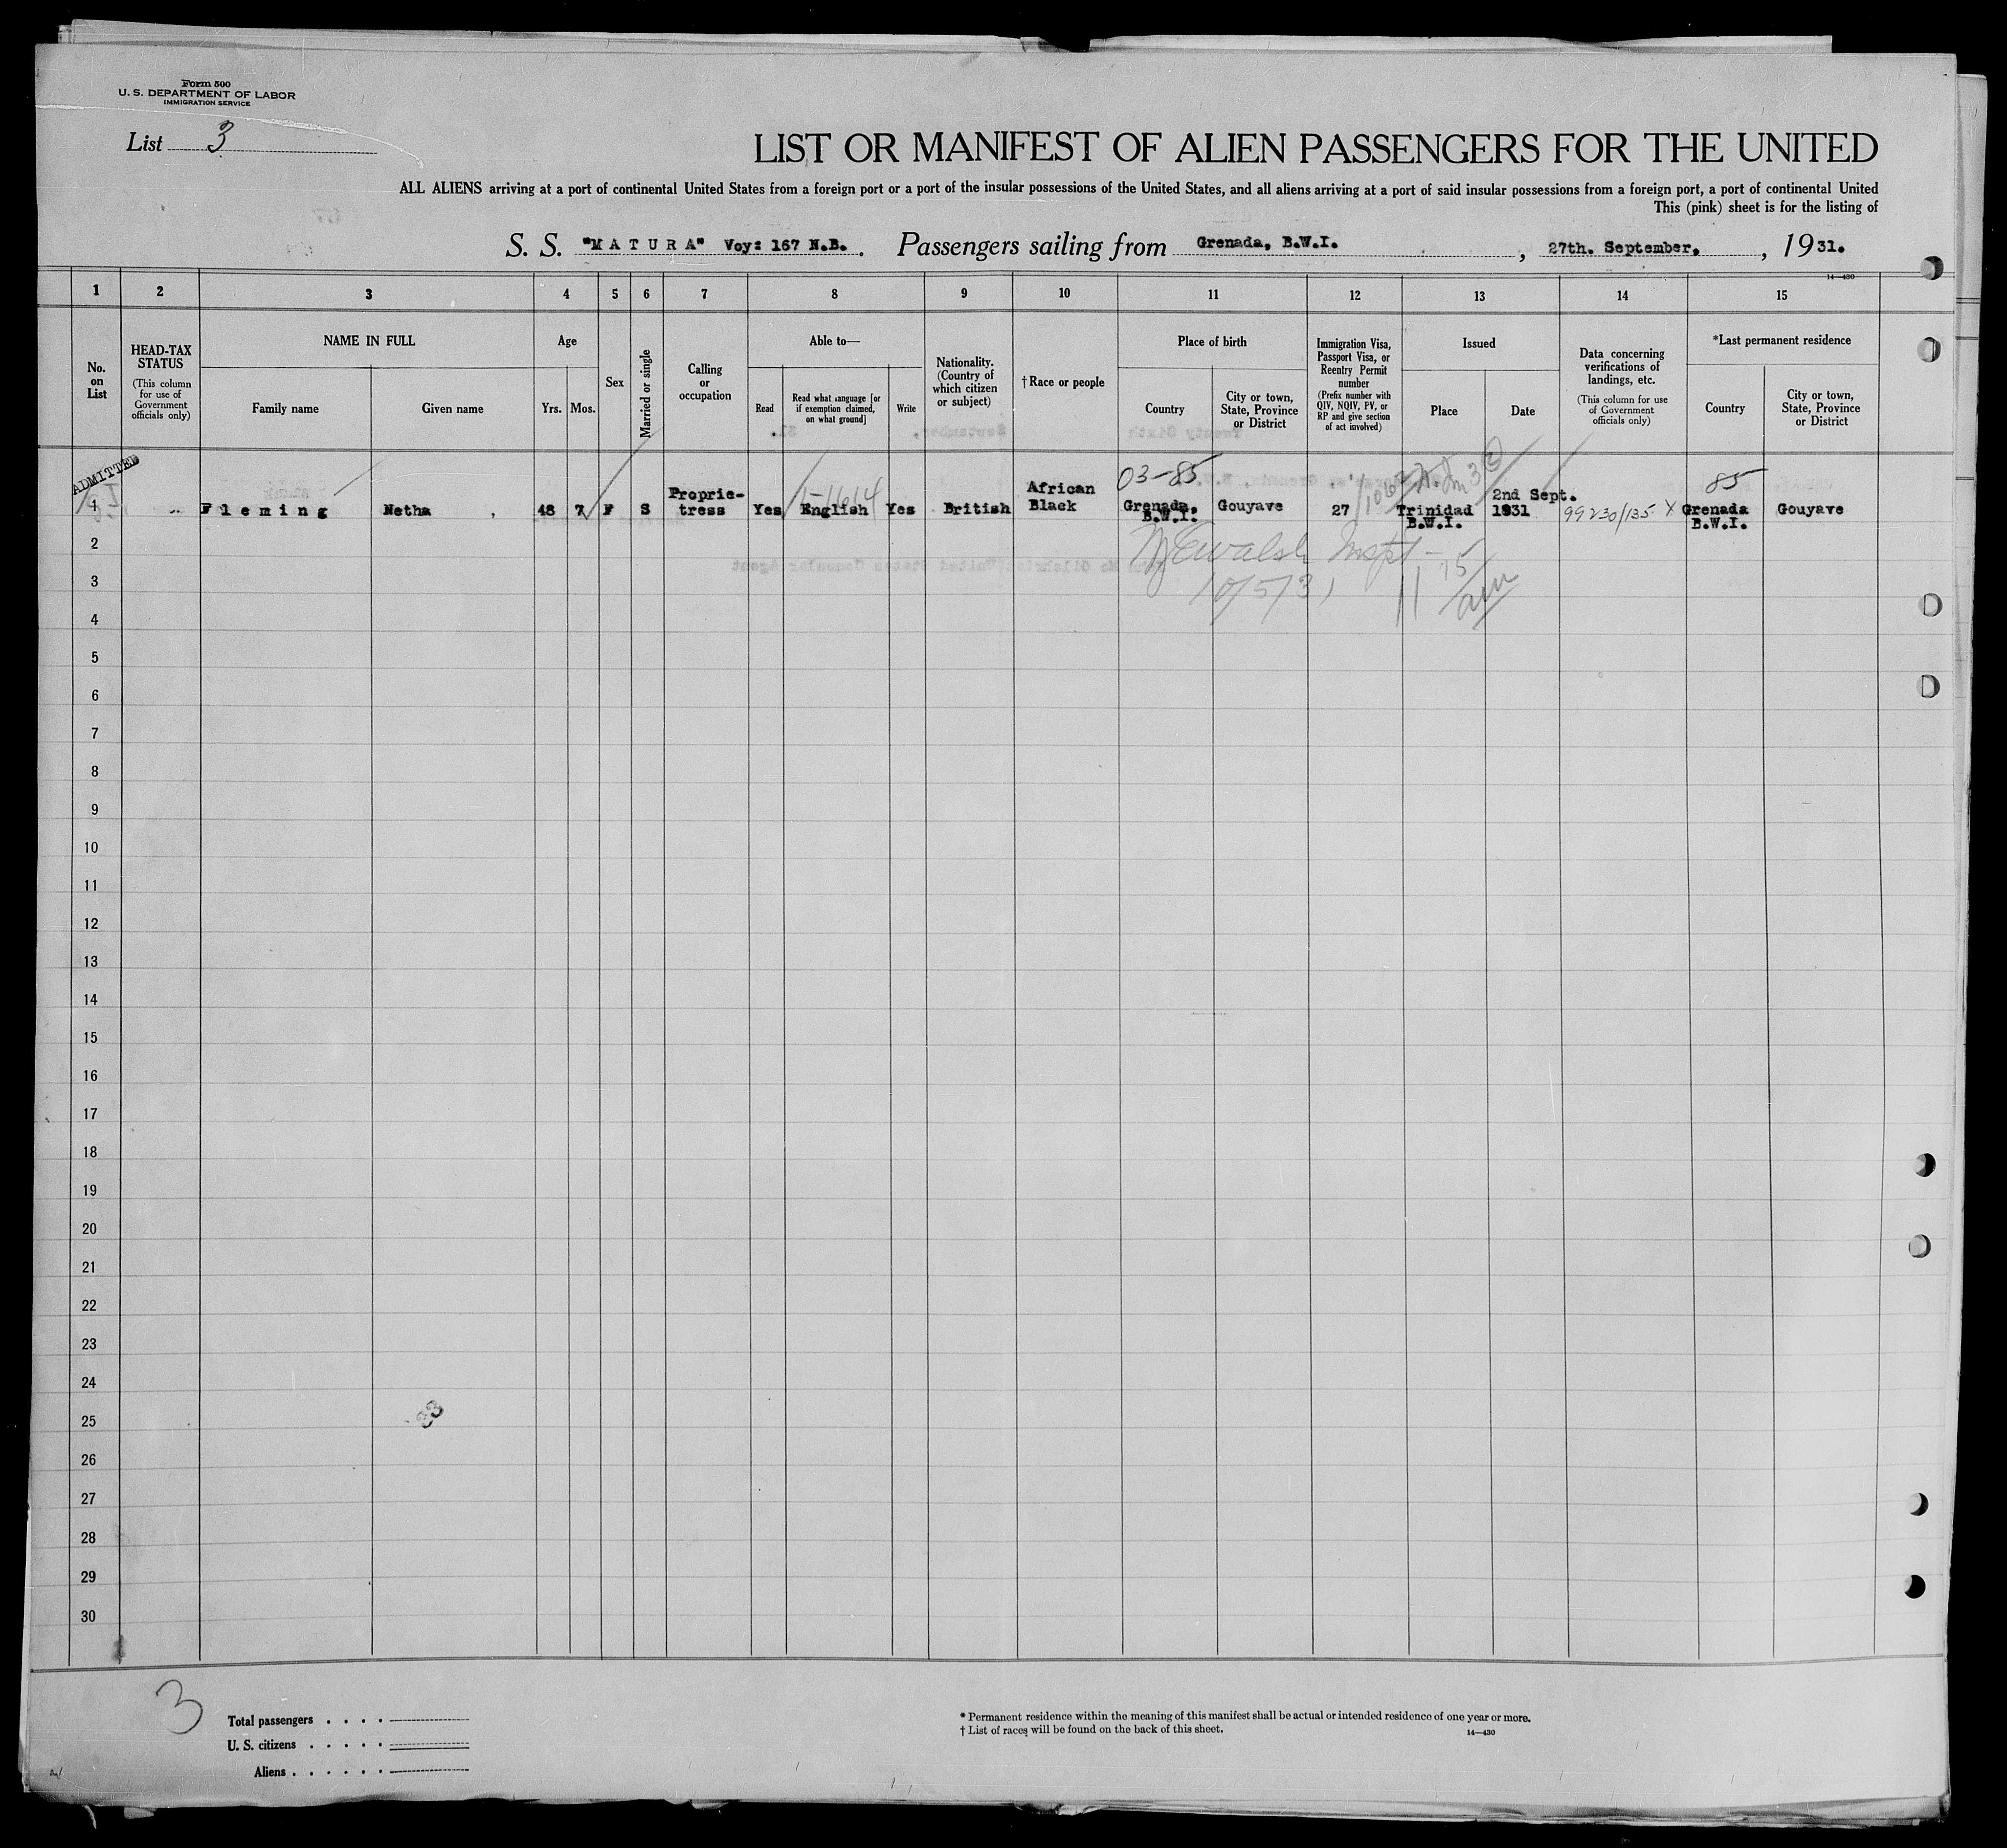 Form 500
U. S. DEPARTMENT OF LABOR
IMMIGRATION SERVICE
List 3
LIST OR MANIFEST OF ALIEN PASSENGERS FOR THE UNITED
ALL ALIENS arriving at a port of continental United States from a foreign port or a port of the insular possessions of the United States, and all aliens arriving at a port of said insular possessions from a foreign port, a port of continental United
This (pink) sheet is for the listing of
S. S. "M A T U R A" Voy: 167 N.B. Passengers sailing from Grenada, B.W.I. , 27th. September, , 1931.
14—430
1 2 3 4 5 6 7 8 9 10 11 12 13 14 15
No. on List
HEAD-TAX STATUS
(This column for use of Government officials only)
NAME IN FULL
Family name
Given name
Age
Yrs.
Mos.
Sex
Married or single
Calling or occupation
Able to—
Read
Read what language [or if exemption claimed, on what ground]
Write
Nationality. (Country of which citizen or subject)
†Race or people
Place of birth
Country
City or town, State, Province or District
Immigration Visa, Passport Visa, or Reentry Permit number
(Prefix number with QIV, NQIV, PV, or RP and give section of act involved)
Issued
Place
Date
Data concerning verifications of landings, etc.
(This column for use of Government officials only)
*Last permanent residence
Country
City or town, State, Province or District
ADMITTED
03-85
85
1 Fleming Netha , 48 7 F S Proprie-tress Yes English Yes British African Black Grenada, B.W.I. Gouyave 27 Trinidad B.W.I. 2nd Sept. 1931 99230/135 X Grenada B.W.I. Gouyave
2
Walsh Inspt
3
10/5/31 11 15 am
4
5
6
7
8
9
10
11
12
13
14
15
16
17
18
19
20
21
22
23
24
25
33
26
27
28
29
30
3
Total passengers . . . .
U. S. citizens . . . . .
Aliens . . . . . .
* Permanent residence within the meaning of this manifest shall be actual or intended residence of one year or more.
† List of races will be found on the back of this sheet.
14—430